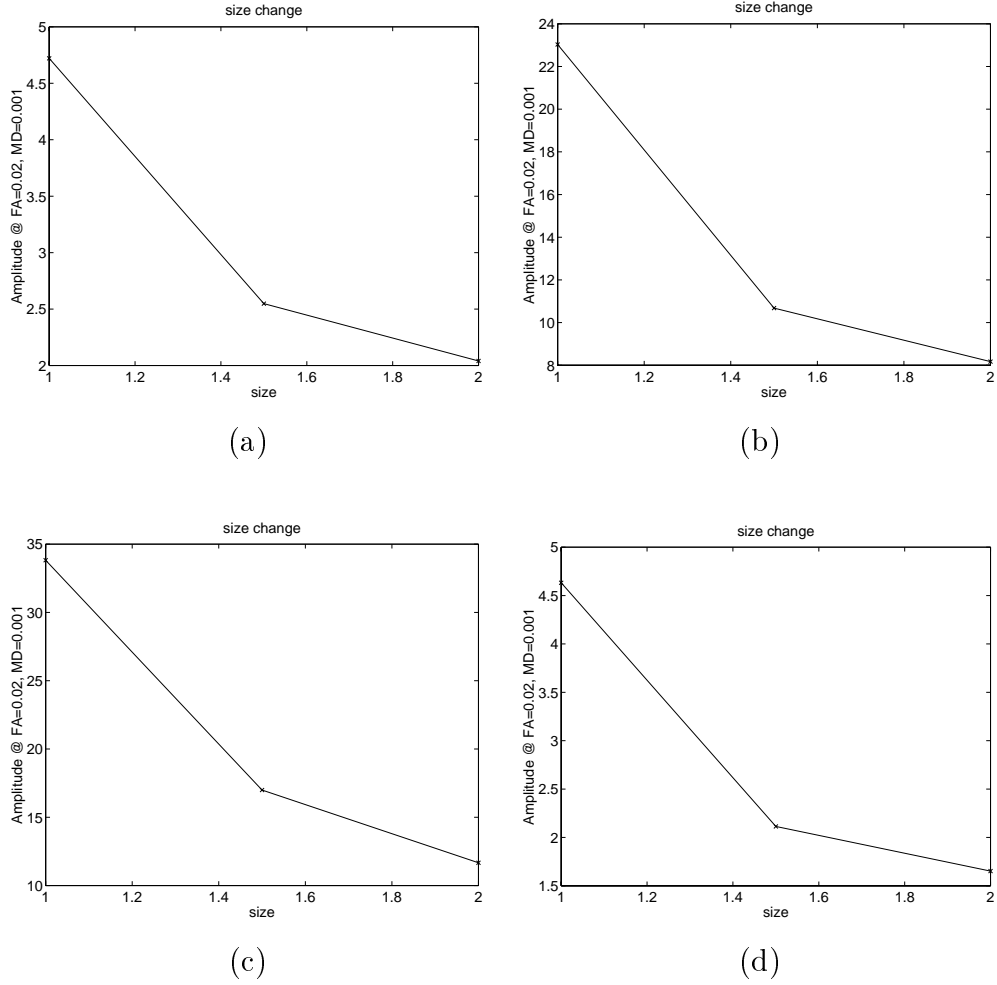 size change
Amplitude @ FA=0.02, MD=0.001
5
4.5
4
3.5
3
2.5
2
1 1.2 1.4 1.6 1.8 2
size
(a)
size change
Amplitude @ FA=0.02, MD=0.001
24
22
20
18
16
14
12
10
8
1 1.2 1.4 1.6 1.8 2
size
(b)
size change
Amplitude @ FA=0.02, MD=0.001
35
30
25
20
15
10
1 1.2 1.4 1.6 1.8 2
size
(c)
size change
Amplitude @ FA=0.02, MD=0.001
5
4.5
4
3.5
3
2.5
2
1.5
1 1.2 1.4 1.6 1.8 2
size
(d)